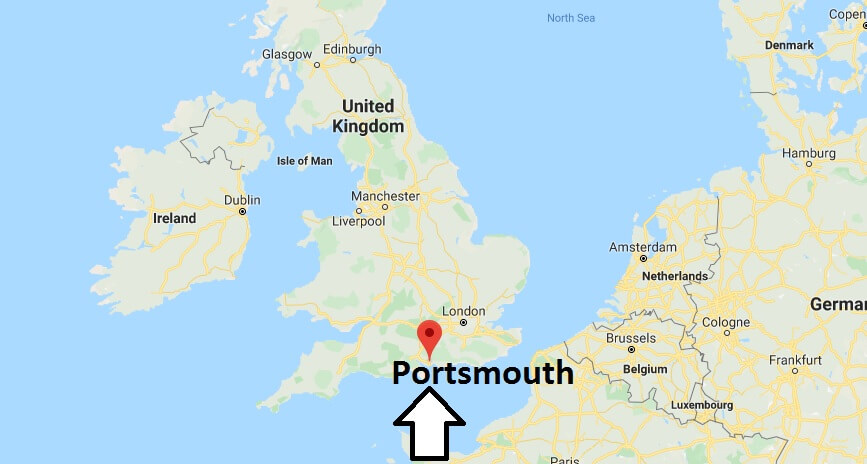 North Sea
Copen
Denmark
Edinburgh
Glasgow
United
Kingdom
Hamburg
Isle of Man
Manchester
Dublin
Ireland
Liverpool
Amsterdam
Netherlands
London
German
Cologne
Brussels
Portsmouth
Belgium
Frankfurt
Luxembourg
Paris